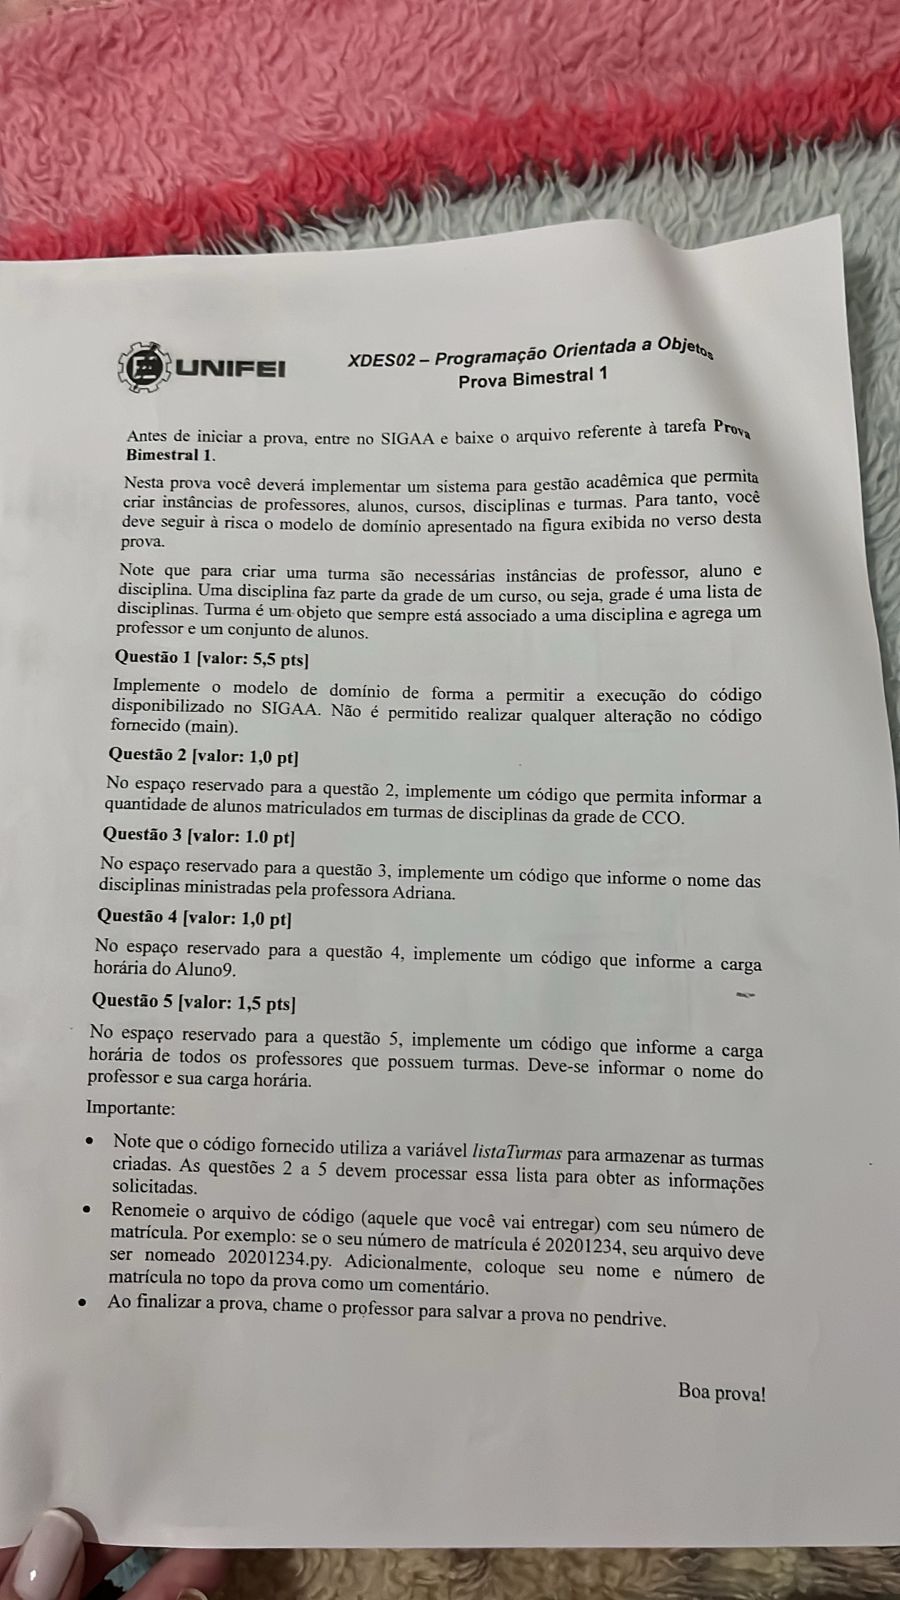 UNIFEI
XDES02 – Programação Orientada a Objetos
Prova Bimestral 1
Antes de iniciar a prova, entre no SIGAA e baixe o arquivo referente à tarefa Prova
Bimestral 1.
Nesta prova você deverá implementar um sistema para gestão acadêmica que permita
criar instâncias de professores, alunos, cursos, disciplinas e turmas. Para tanto, você
deve seguir à risca o modelo de domínio apresentado na figura exibida no verso desta
prova.
Note que para criar uma turma são necessárias instâncias de professor, aluno e
disciplina. Uma disciplina faz parte da grade de um curso, ou seja, grade é uma lista de
disciplinas. Turma é um objeto que sempre está associado a uma disciplina e agrega um
professor e um conjunto de alunos.
Questão 1 [valor: 5,5 pts]
Implemente o modelo de domínio de forma a permitir a execução do código
disponibilizado no SIGAA. Não é permitido realizar qualquer alteração no código
fornecido (main).
Questão 2 [valor: 1,0 pt]
No espaço reservado para a questão 2, implemente um código que permita informar a
quantidade de alunos matriculados em turmas de disciplinas da grade de CCO.
Questão 3 [valor: 1.0 pt]
No espaço reservado para a questão 3, implemente um código que informe o nome das
disciplinas ministradas pela professora Adriana.
Questão 4 [valor: 1,0 pt]
No espaço reservado para a questão 4, implemente um código que informe a carga
horária do Aluno9.
Questão 5 [valor: 1,5 pts]
No espaço reservado para a questão 5, implemente um código que informe a carga
horária de todos os professores que possuem turmas. Deve-se informar o nome do
professor e sua carga horária.
Importante:
• Note que o código fornecido utiliza a variável listaTurmas para armazenar as turmas
criadas. As questões 2 a 5 devem processar essa lista para obter as informações
solicitadas.
• Renomeie o arquivo de código (aquele que você vai entregar) com seu número de
matrícula. Por exemplo: se o seu número de matrícula é 20201234, seu arquivo deve
ser nomeado 20201234.py. Adicionalmente, coloque seu nome e número de
matrícula no topo da prova como um comentário.
• Ao finalizar a prova, chame o professor para salvar a prova no pendrive.
Boa prova!